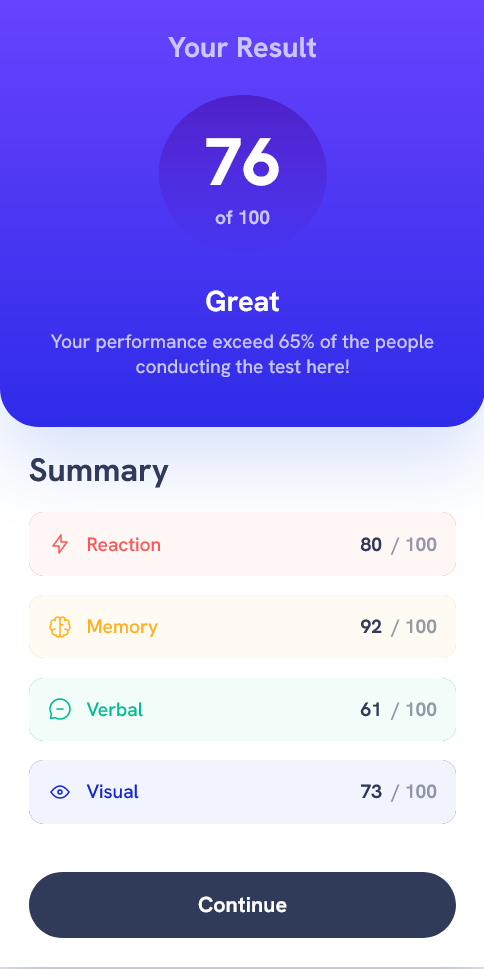 Your Result
76
of 100
Great
Your performance exceed 65% of the people
conducting the test here!
Summary
Reaction 80 / 100
Memory 92 / 100
Verbal 61 / 100
Visual 73 / 100
Continue